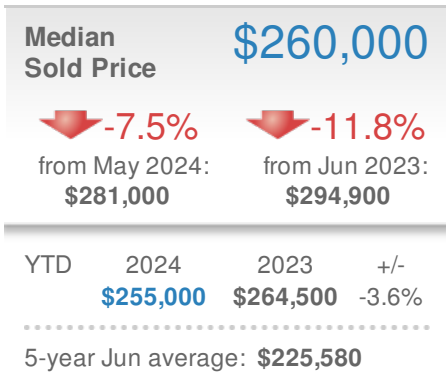 Median
Sold Price
$260,000
-7.5%
from May 2024:
$281,000
-11.8%
from Jun 2023:
$294,900
YTD 2024 2023 +/-
$255,000 $264,500 -3.6%
5-year Jun average: $225,580